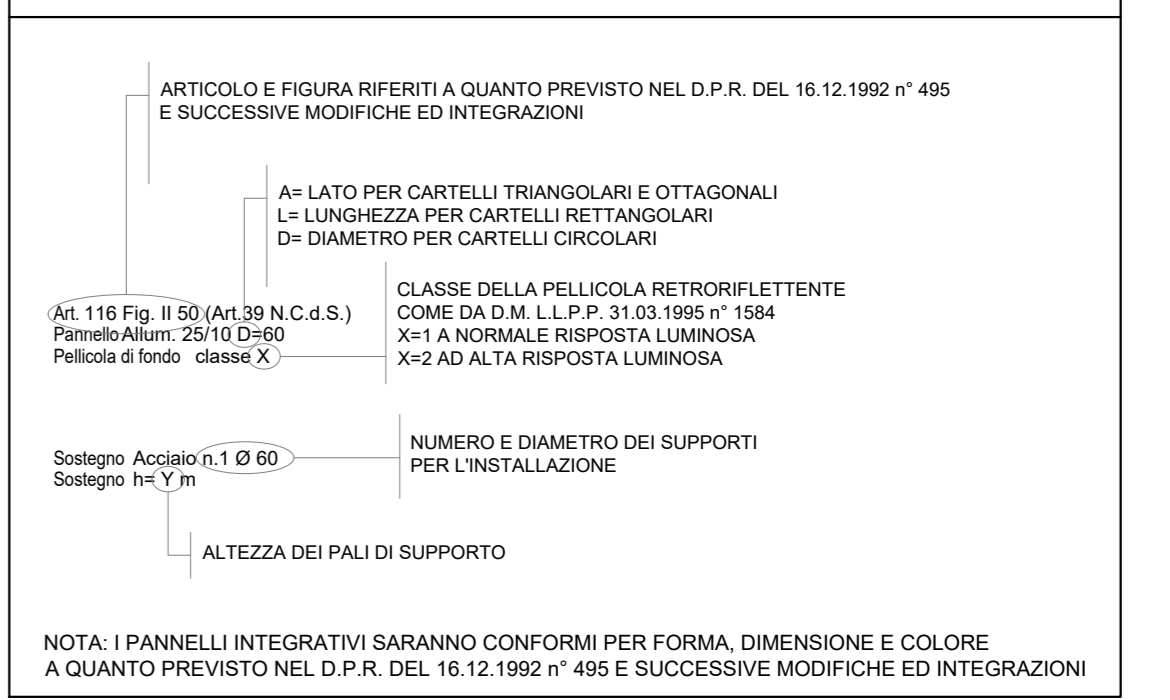 ARTICOLO E FIGURA RIFERITI A QUANTO PREVISTO NEL D.P.R. DEL 16.12.1992 n° 495
E SUCCESSIVE MODIFICHE ED INTEGRAZIONI
A= LATO PER CARTELLI TRIANGOLARI E OTTAGONALI
L= LUNGHEZZA PER CARTELLI RETTANGOLARI
D= DIAMETRO PER CARTELLI CIRCOLARI
CLASSE DELLA PELLICOLA RETRORIFLETTENTE
COME DA D.M. L.L.P.P. 31.03.1995 n° 1584
X=1 A NORMALE RISPOSTA LUMINOSA
X=2 AD ALTA RISPOSTA LUMINOSA
Art. 116 Fig. II 50 (Art.39 N.C.d.S.)
Pannello Allum. 25/10 D=60
Pellicola di fondo classe X
NUMERO E DIAMETRO DEI SUPPORTI
PER L'INSTALLAZIONE
Sostegno Acciaio n.1 Ø 60
Sostegno h= Y m
ALTEZZA DEI PALI DI SUPPORTO
NOTA: I PANNELLI INTEGRATIVI SARANNO CONFORMI PER FORMA, DIMENSIONE E COLORE
A QUANTO PREVISTO NEL D.P.R. DEL 16.12.1992 n° 495 E SUCCESSIVE MODIFICHE ED INTEGRAZIONI